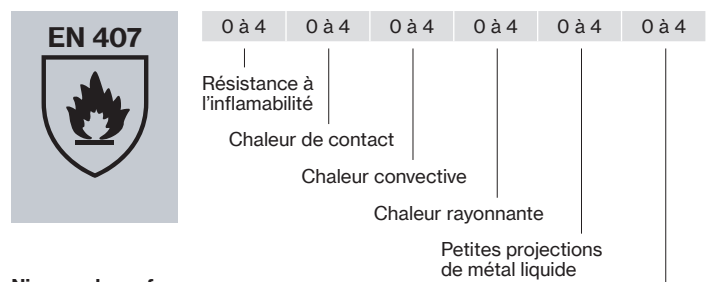 EN 407
0 à 4 0 à 4 0 à 4 0 à 4 0 à 4 0 à 4
Résistance à
l'inflamabilité
Chaleur de contact
Chaleur convective
Chaleur rayonnante
Petites projections
de métal liquide